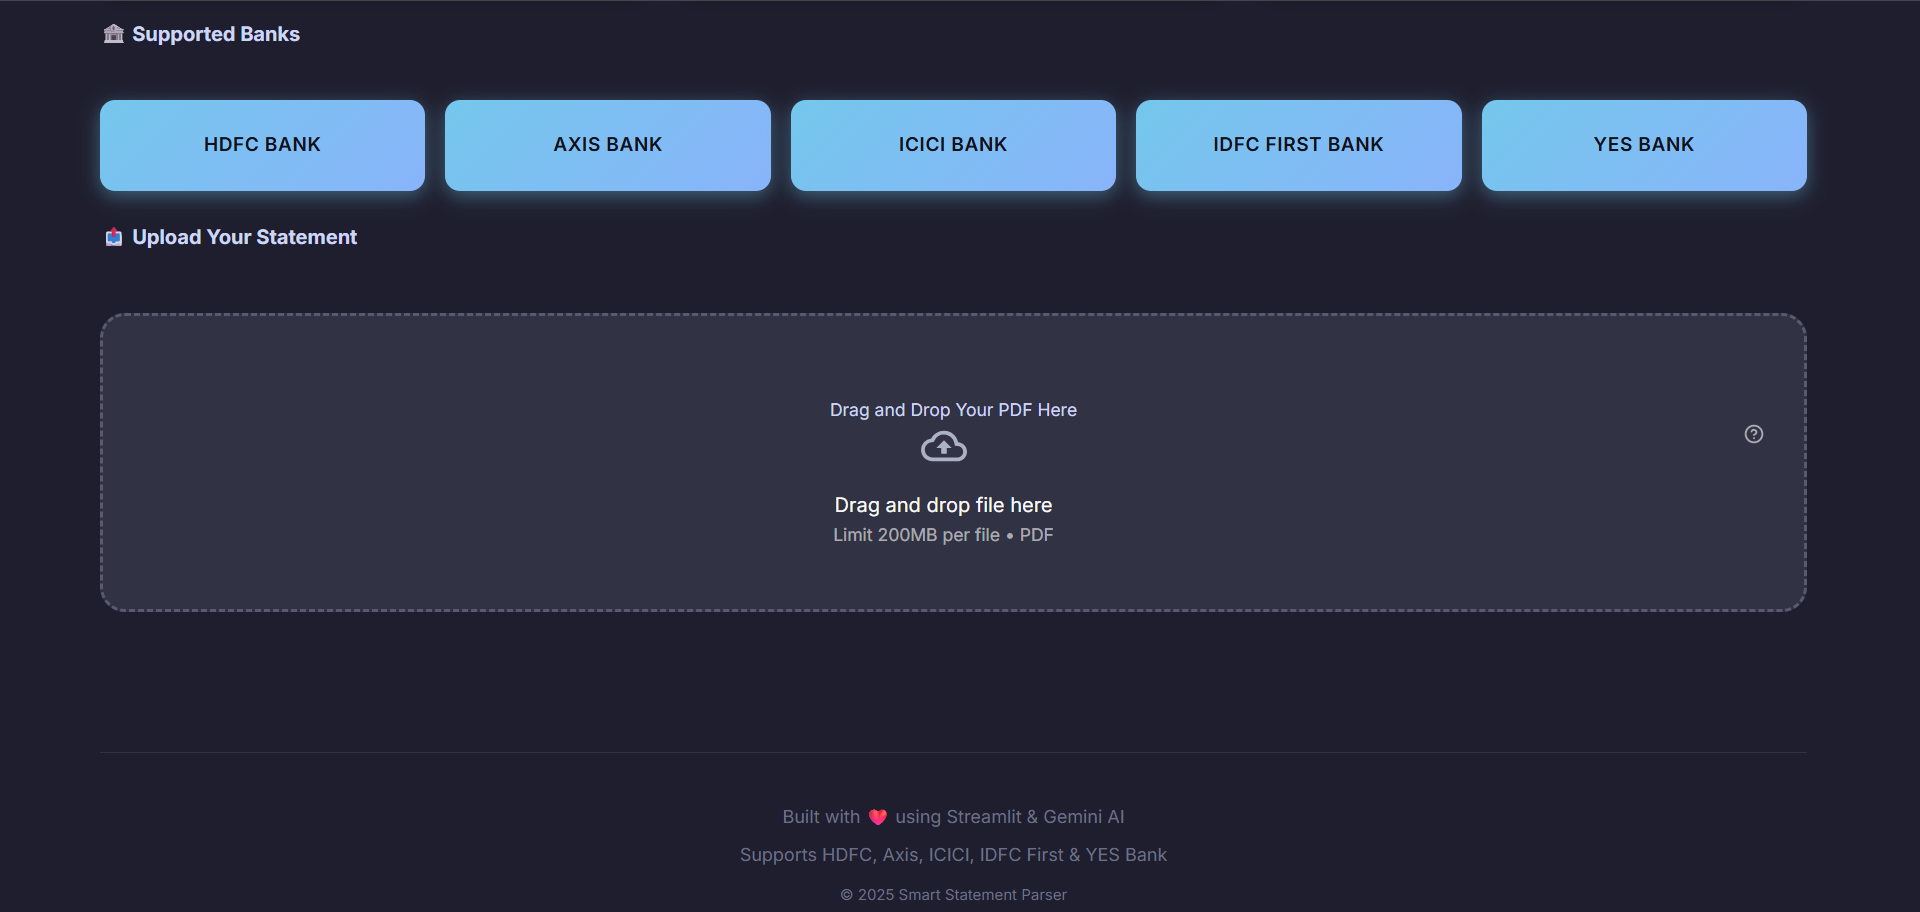 Supported Banks
HDFC BANK
AXIS BANK
ICICI BANK
IDFC FIRST BANK
YES BANK
Upload Your Statement
Drag and Drop Your PDF Here
Drag and drop file here
Limit 200MB per file • PDF
Built with ❤️ using Streamlit & Gemini AI
Supports HDFC, Axis, ICICI, IDFC First & YES Bank
© 2025 Smart Statement Parser